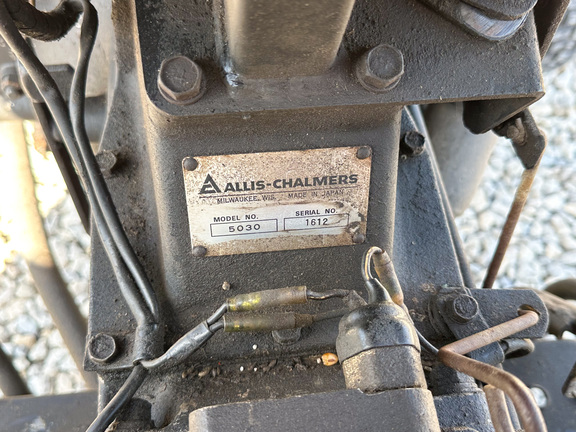 ALLIS-CHALMERS
MILWAUKEE, WIS. MADE IN JAPAN
MODEL NO. SERIAL NO.
5030 1612